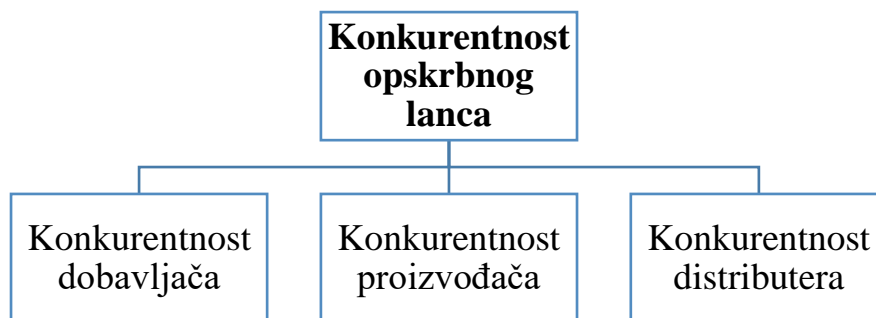 Konkurentnost
opskrbnog
lanca
Konkurentnost
dobavljača
Konkurentnost
proizvođača
Konkurentnost
distributera